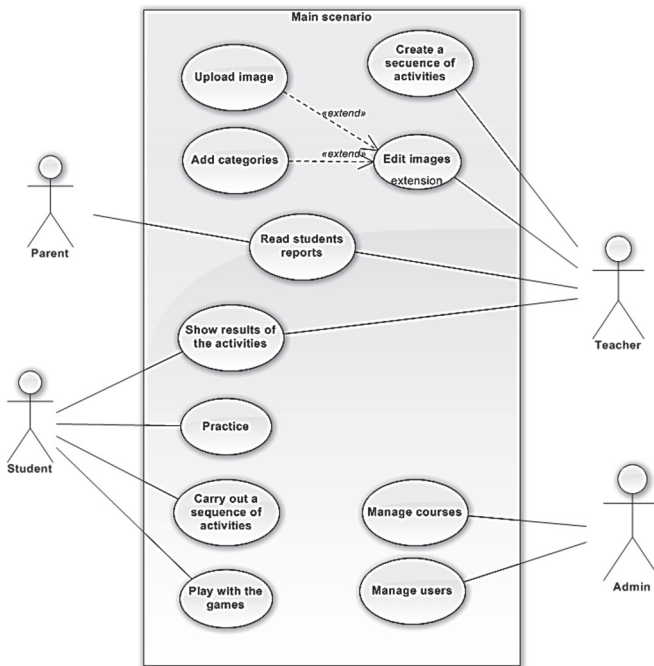 Main scenario
Upload image
Create a
secuence of
activities
«extend»
Add categories
«extend»
Edit images
extension
Parent
Read students
reports
Teacher
Show results of
the activities
Student
Practice
Carry out a
sequence of
activities
Manage courses
Play with the
games
Manage users
Admin